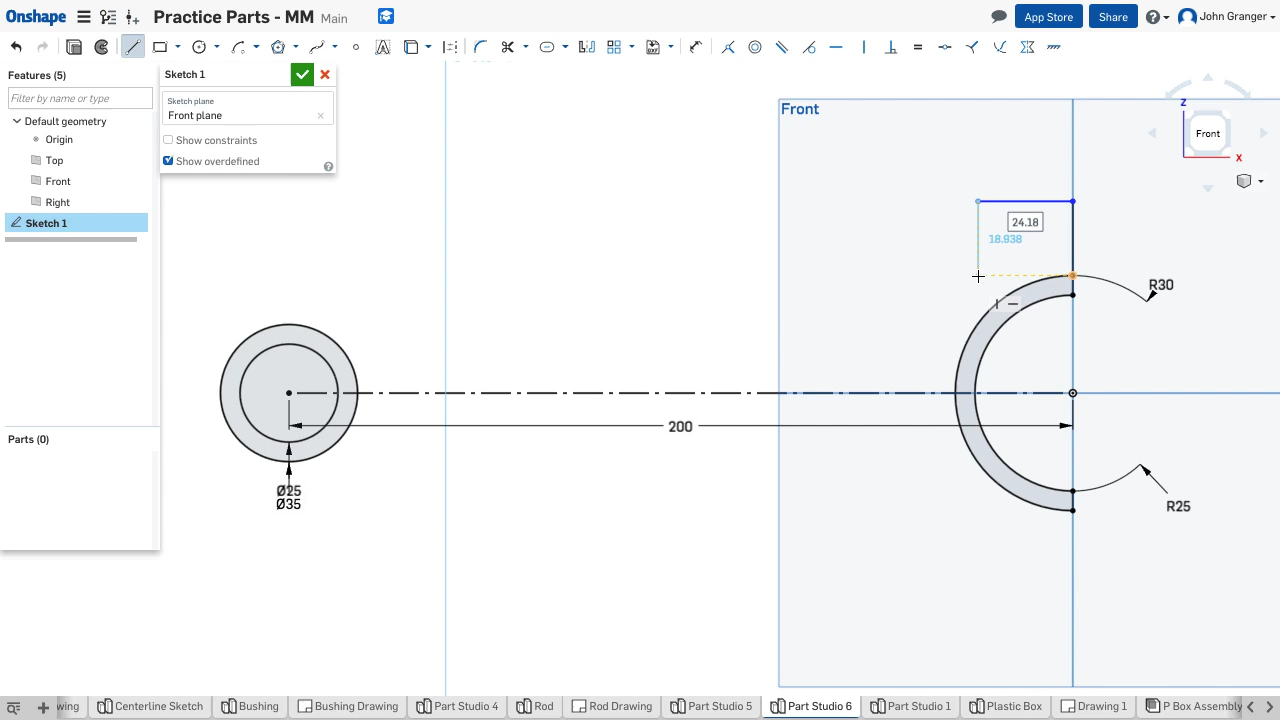 Onshape
Practice Parts - MM Main
App Store
Share
John Granger
Features (5)
Filter by name or type
Default geometry
Origin
Top
Front
Right
Sketch 1
Parts (0)
Sketch 1
Sketch plane
Front plane
Show constraints
Show overdefined
Front
Z
Front
X
24.18
18.938
R30
200
Ø25
Ø35
R25
wing
Centerline Sketch
Bushing
Bushing Drawing
Part Studio 4
Rod
Rod Drawing
Part Studio 5
Part Studio 6
Part Studio 1
Plastic Box
Drawing 1
P Box Assembly